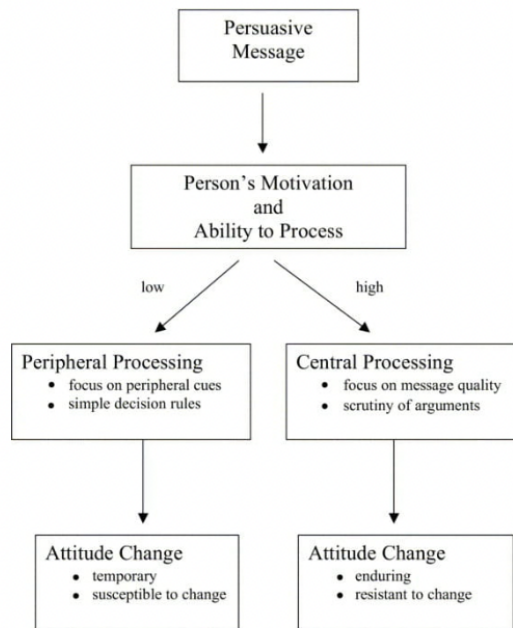 Persuasive
Message
Person's Motivation
and
Ability to Process
low
high
Peripheral Processing
• focus on peripheral cues
• simple decision rules
Central Processing
• focus on message quality
• scrutiny of arguments
Attitude Change
• temporary
• susceptible to change
Attitude Change
• enduring
• resistant to change